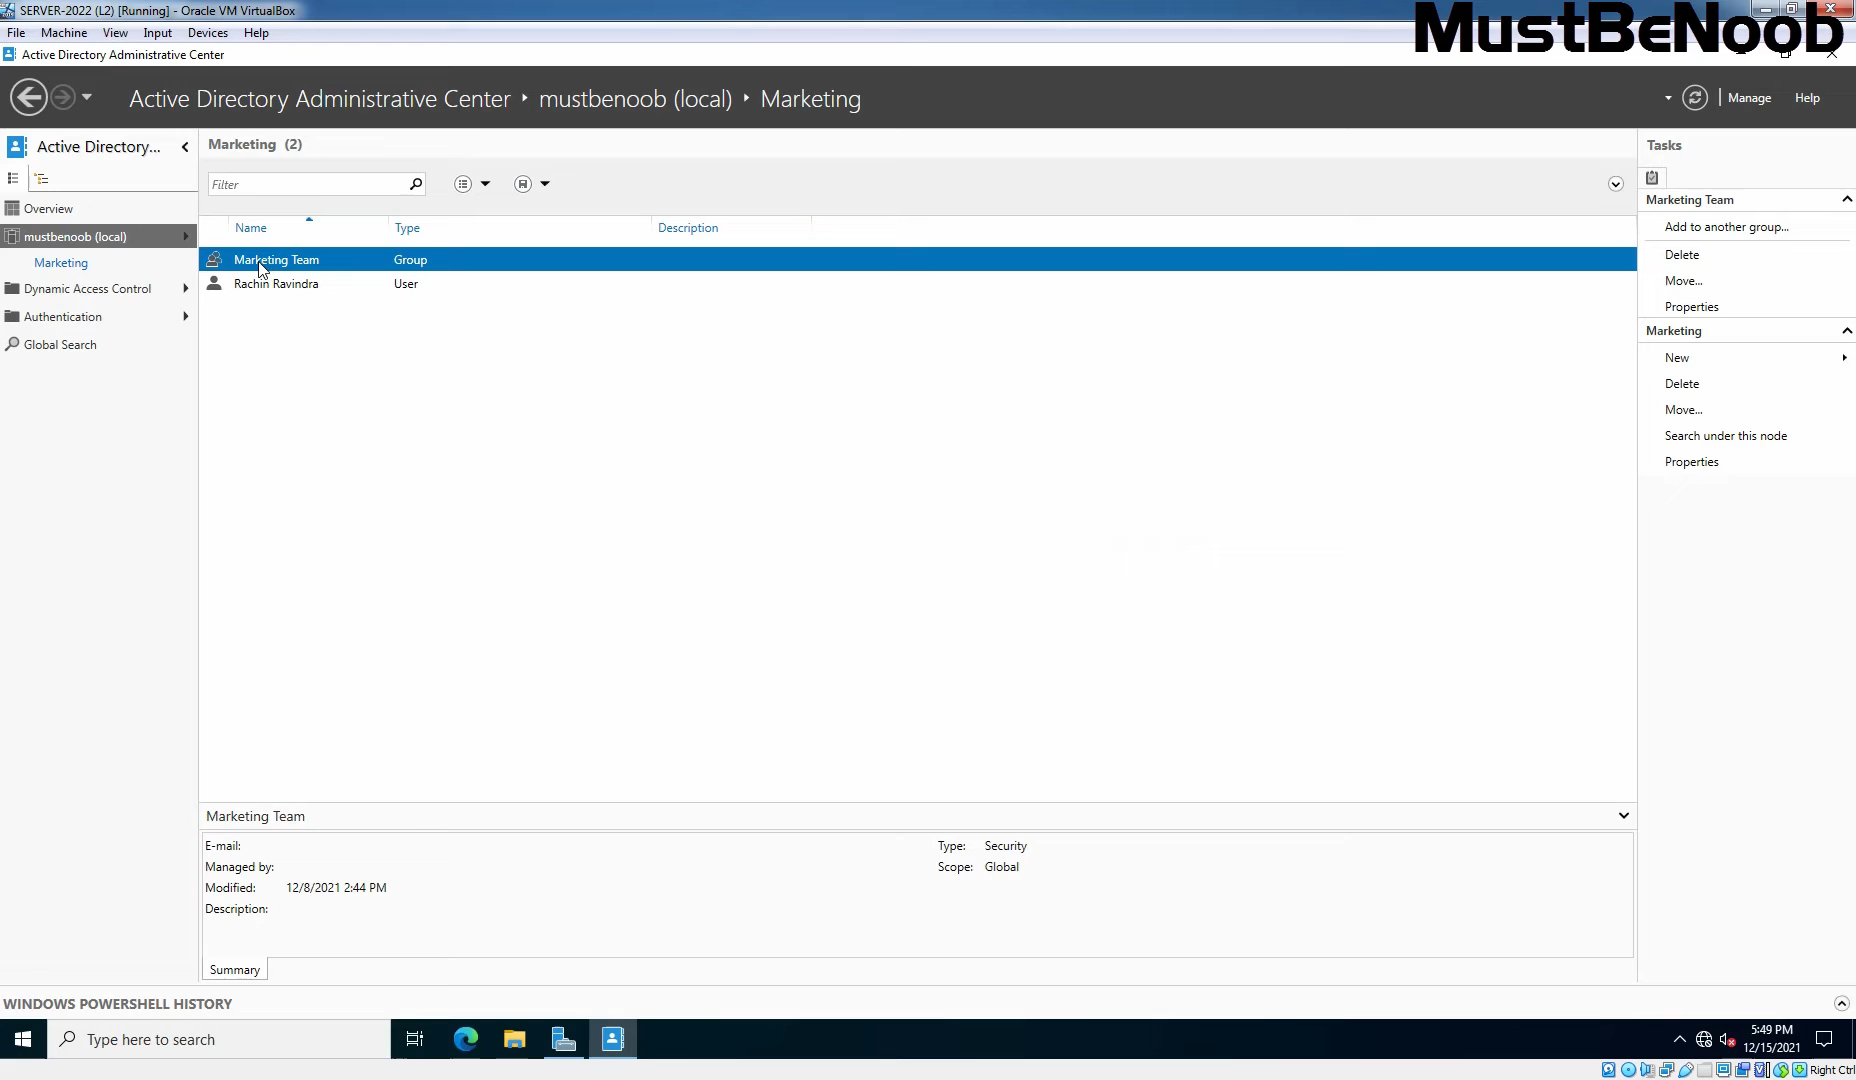 SERVER-2022 (L2) [Running] - Oracle VM VirtualBox
MustBeNoob
File Machine View Input Devices Help
Active Directory Administrative Center
Active Directory Administrative Center mustbenoob (local) Marketing
Manage Help
Active Directory...
Overview
mustbenoob (local)
Marketing
Dynamic Access Control
Authentication
Global Search
Marketing (2)
Filter
Name Type Description
Marketing Team Group
Rachin Ravindra User
Marketing Team
E-mail:
Managed by:
Modified: 12/8/2021 2:44 PM
Description:
Type: Security
Scope: Global
Summary
Tasks
Marketing Team
Add to another group...
Delete
Move...
Properties
Marketing
New
Delete
Move...
Search under this node
Properties
WINDOWS POWERSHELL HISTORY
Type here to search
5:49 PM
12/15/2021
Right Ctrl